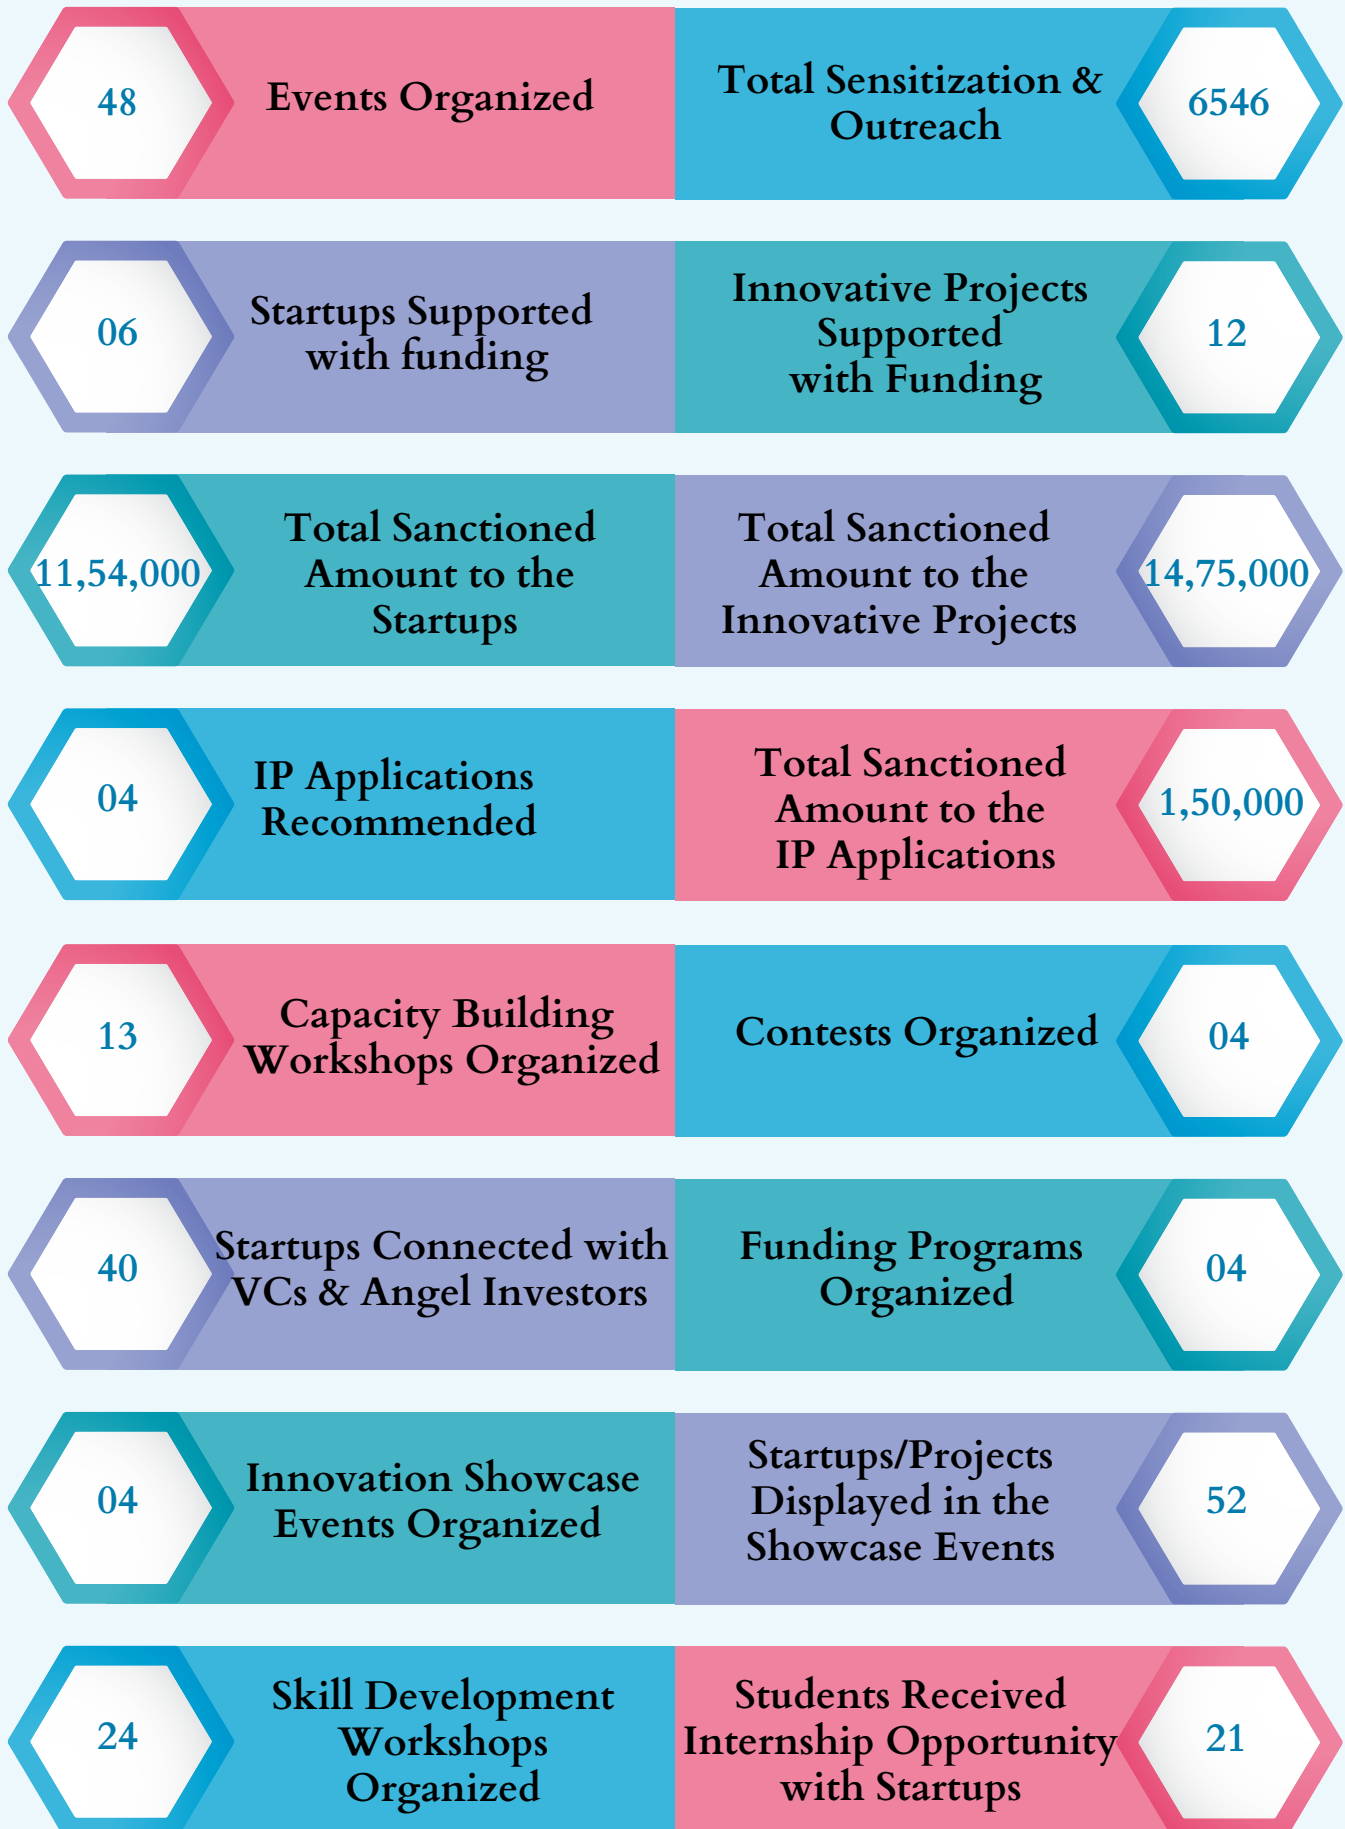 48
Events Organized
Total Sensitization &
Outreach
6546
06
Startups Supported
with funding
Innovative Projects
Supported
with Funding
12
11,54,000
Total Sanctioned
Amount to the
Startups
Total Sanctioned
Amount to the
Innovative Projects
14,75,000
04
IP Applications
Recommended
Total Sanctioned
Amount to the
IP Applications
1,50,000
13
Capacity Building
Workshops Organized
Contests Organized
04
40
Startups Connected with
VCs & Angel Investors
Funding Programs
Organized
04
04
Innovation Showcase
Events Organized
Startups/Projects
Displayed in the
Showcase Events
52
24
Skill Development
Workshops
Organized
Students Received
Internship Opportunity
with Startups
21